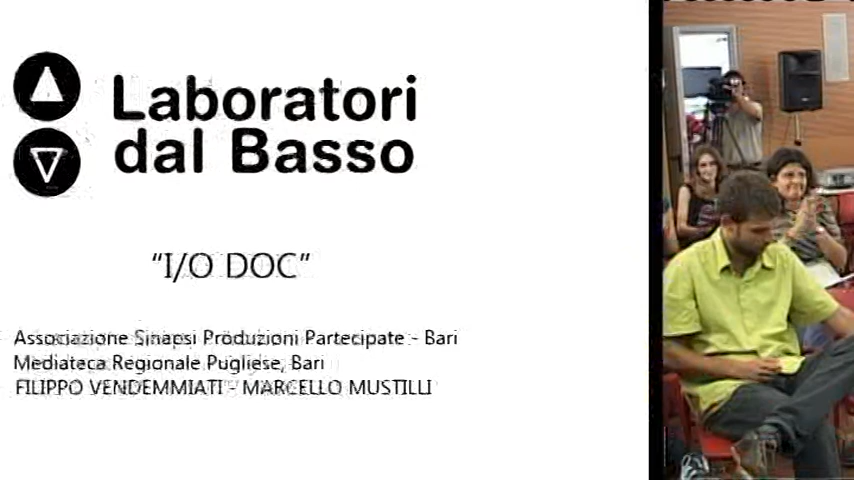 Laboratori
dal Basso
“I/O DOC”
Associazione Sinapsi Produzioni Partecipate - Bari
Mediateca Regionale Pugliese, Bari
FILIPPO VENDEMMIATI - MARCELLO MUSTILLI